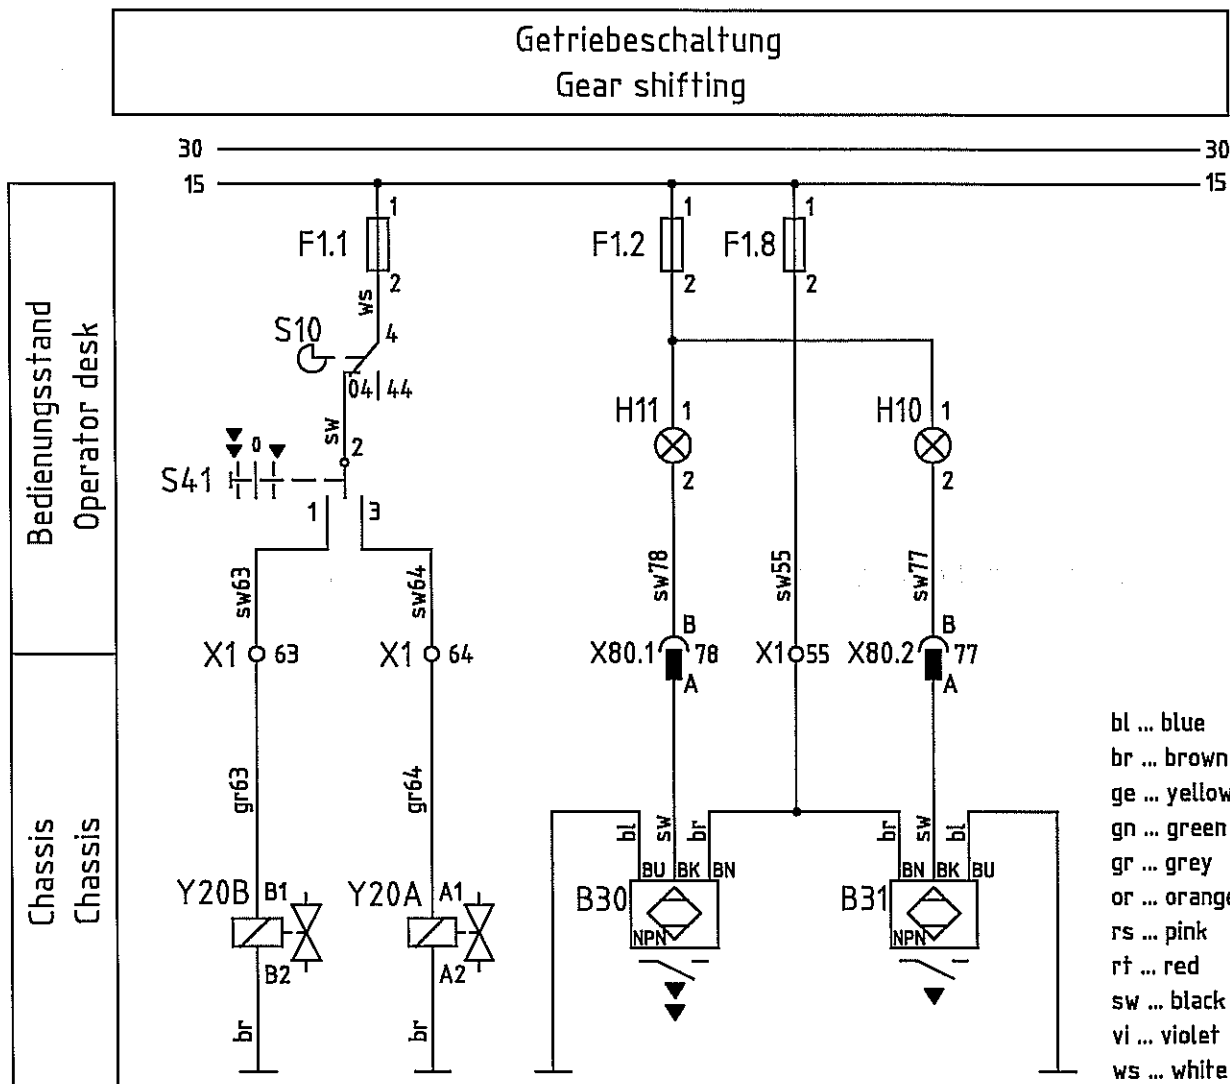 Getriebeschaltung
Gear shifting
30 30
15 15
1 1 1
F1.1 F1.2 F1.8
2 2 2
ws
S10 4
04 44
H11 1 H10 1
sw
0 2
S41
2 2
1 3
sw63 sw64 sw78 sw55 sw77
B B
X1 63 X1 64 X80.1 78 X1 55 X80.2 77
A A
gr63 gr64
bl sw br br sw bl
BU BK BN BN BK BU
Y20B B1 Y20A A1 B30 B31
NPN NPN
B2 A2
br br
Bedienungsstand
Operator desk
Chassis
Chassis
bl ... blue
br ... brown
ge ... yellow
gn ... green
gr ... grey
or ... orange
rs ... pink
rt ... red
sw ... black
vi ... violet
ws ... white